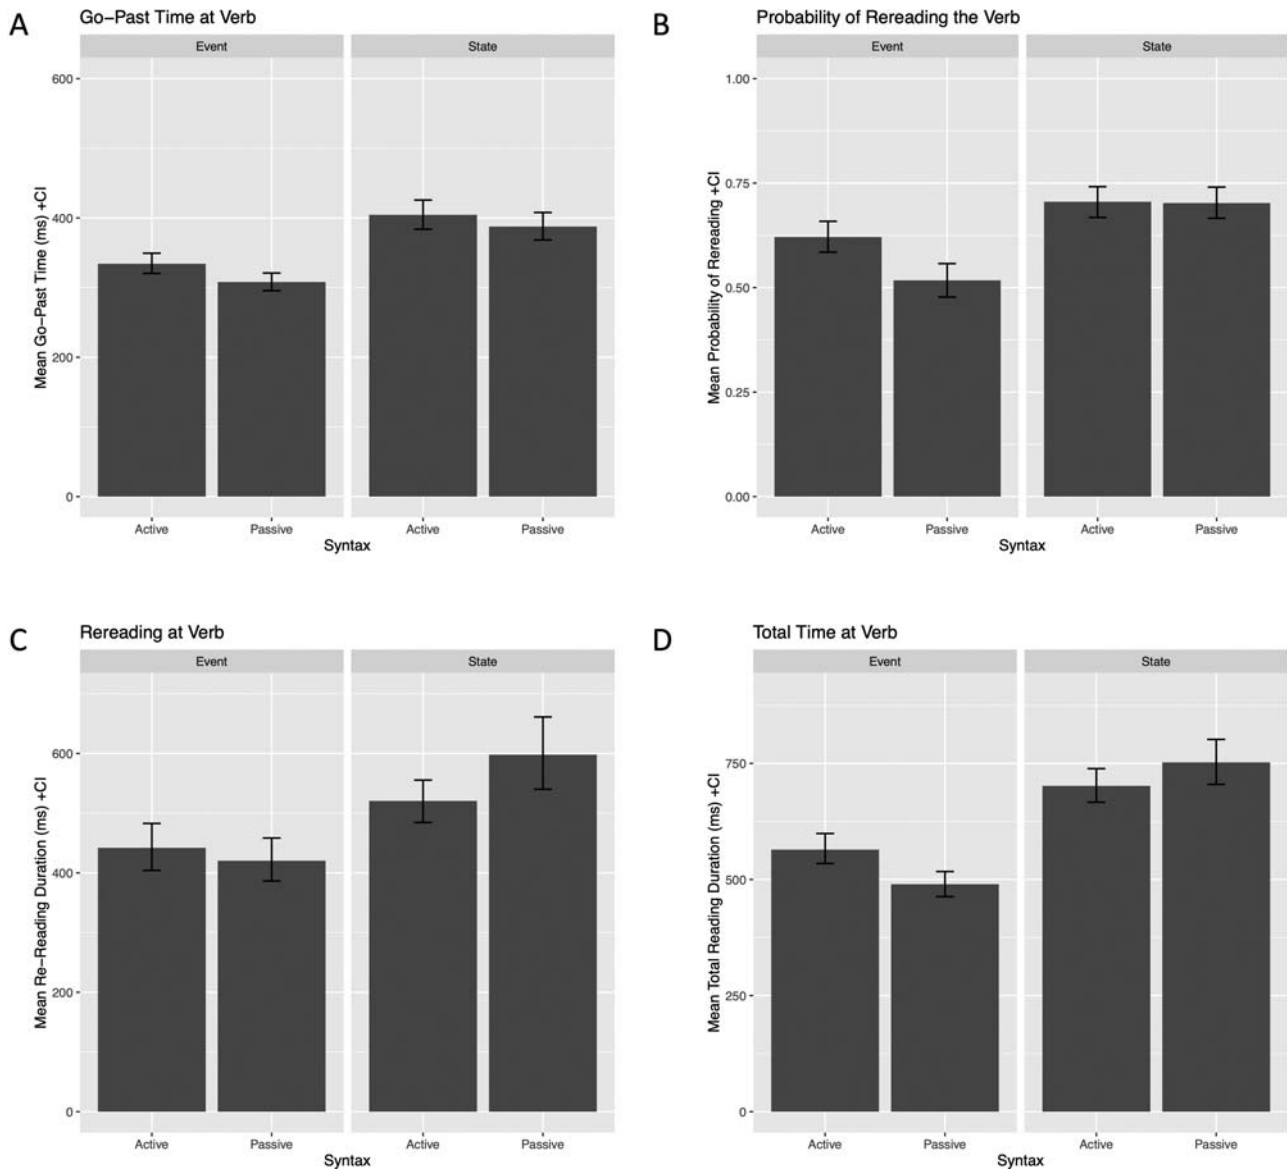 A
Go-Past Time at Verb
Event State
600
400
200
0
Mean Go-Past Time (ms) +CI
Active Passive Active Passive
Syntax
B
Probability of Rereading the Verb
Event State
1.00
0.75
0.50
0.25
0.00
Mean Probability of Rereading +CI
Active Passive Active Passive
Syntax
C
Rereading at Verb
Event State
600
400
200
0
Mean Re-Reading Duration (ms) +CI
Active Passive Active Passive
Syntax
D
Total Time at Verb
Event State
750
500
250
0
Mean Total Reading Duration (ms) +CI
Active Passive Active Passive
Syntax